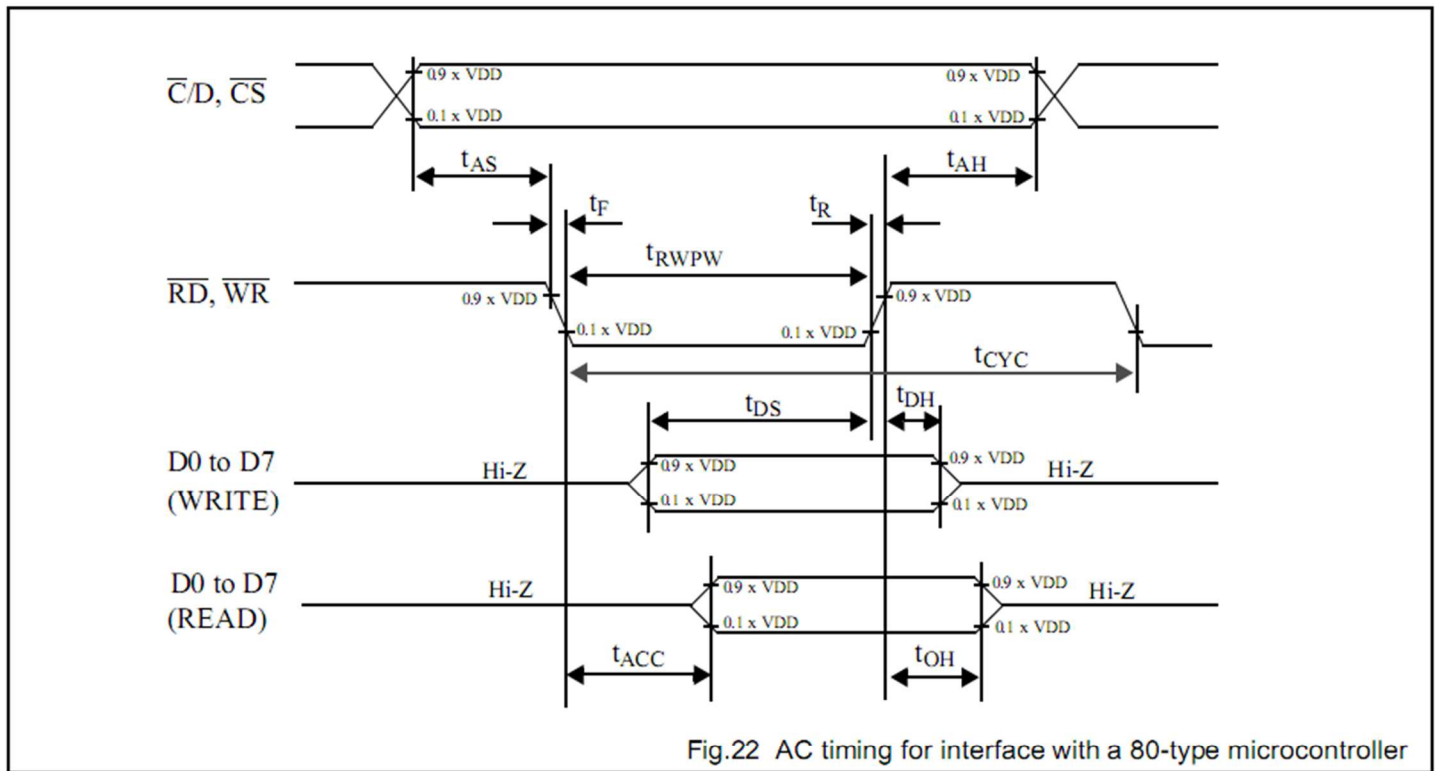 C̅/D, C̅S̅
0.9 x VDD 0.9 x VDD
0.1 x VDD 0.1 x VDD
tAS tAH
tF tR
tRWPW
R̅D̅, W̅R̅
0.9 x VDD 0.9 x VDD
0.1 x VDD 0.1 x VDD
tCYC
tDS tDH
D0 to D7
(WRITE)
Hi-Z 0.9 x VDD 0.9 x VDD Hi-Z
0.1 x VDD 0.1 x VDD
D0 to D7
(READ)
Hi-Z 0.9 x VDD 0.9 x VDD Hi-Z
0.1 x VDD 0.1 x VDD
tACC tOH
Fig.22 AC timing for interface with a 80-type microcontroller